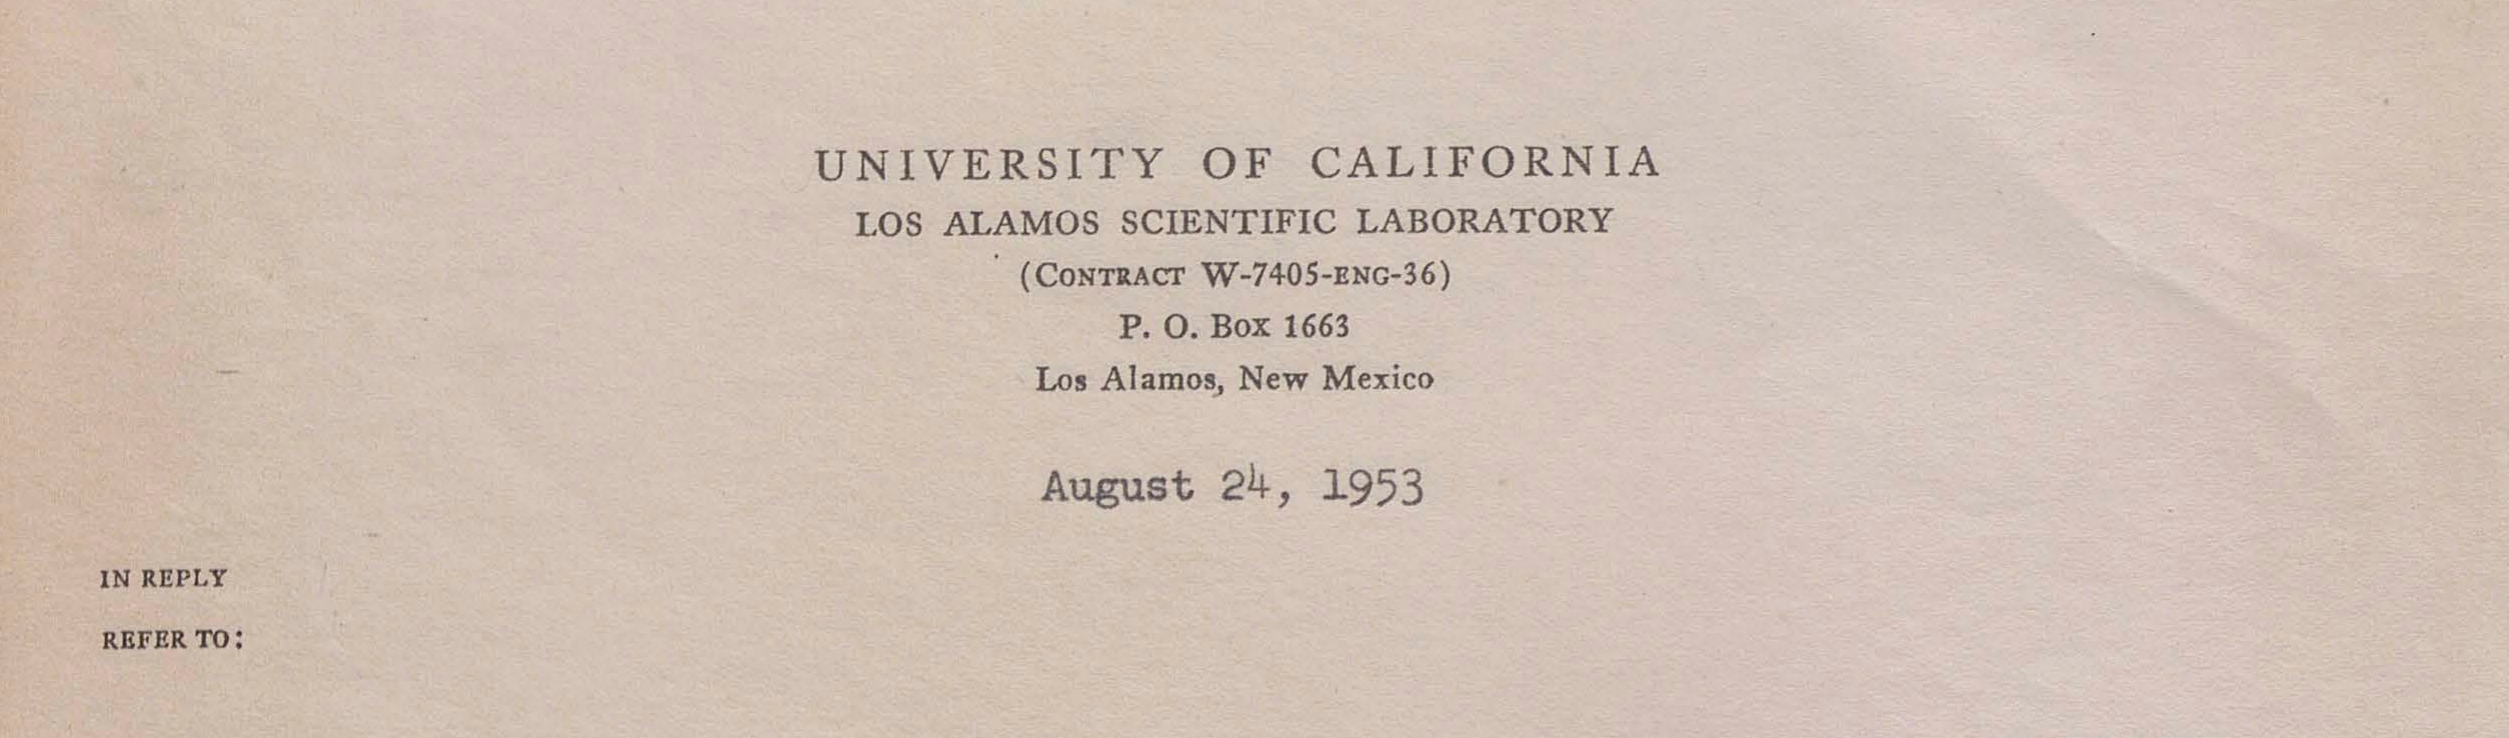 UNIVERSITY OF CALIFORNIA
LOS ALAMOS SCIENTIFIC LABORATORY
(CONTRACT W-7405-ENG-36)
P. O. Box 1663
Los Alamos, New Mexico
August 24, 1953
IN REPLY
REFER TO: